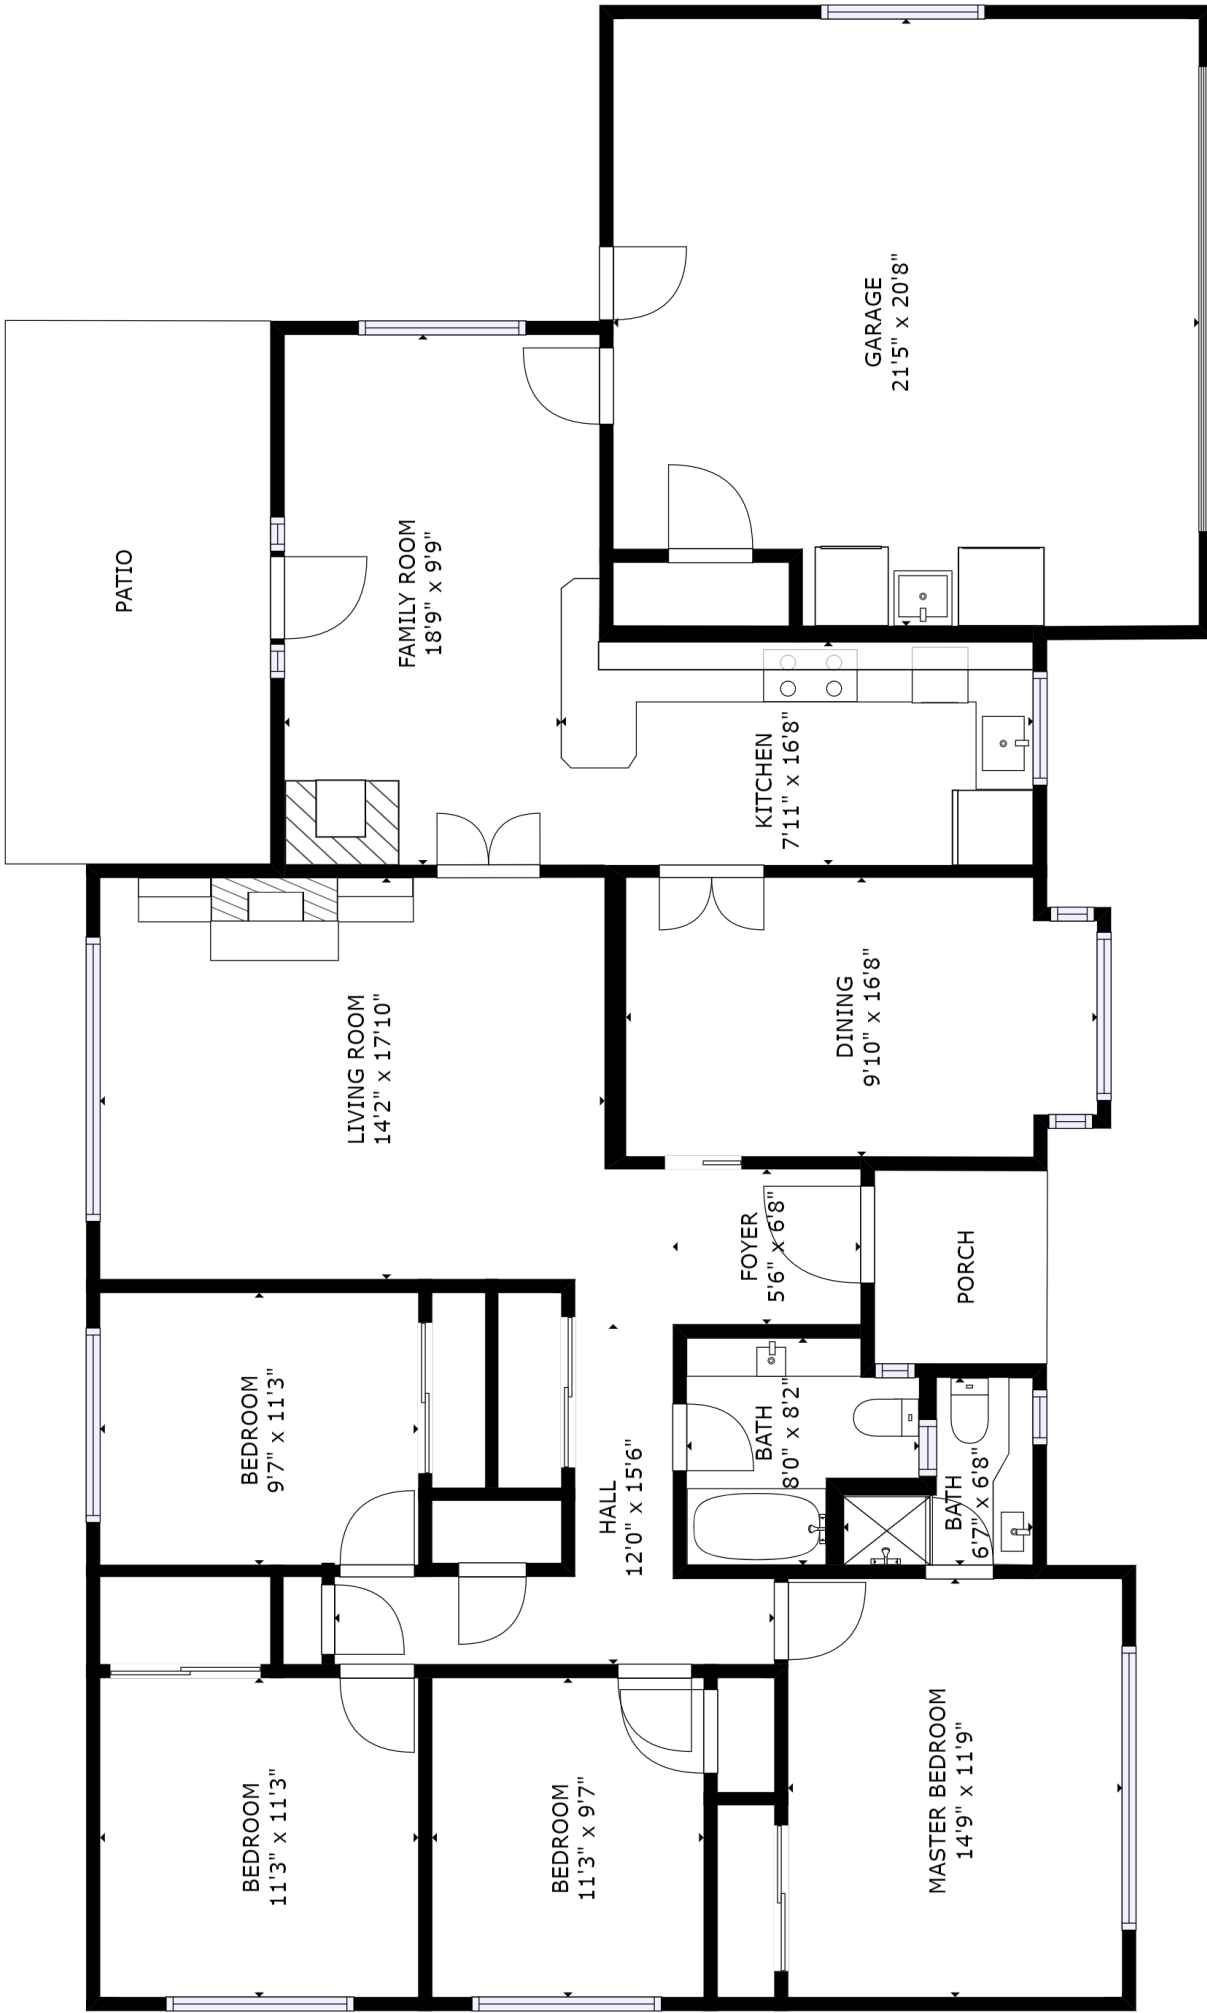 GARAGE
21'5" x 20'8"
PATIO
FAMILY ROOM
18'9" x 9'9"
KITCHEN
7'11" x 16'8"
LIVING ROOM
14'2" x 17'10"
DINING
9'10" x 16'8"
FOYER
5'6" x 6'8"
PORCH
BEDROOM
9'7" x 11'3"
HALL
12'0" x 15'6"
BATH
8'0" x 8'2"
BATH
6'7" x 6'8"
BEDROOM
11'3" x 11'3"
BEDROOM
11'3" x 9'7"
MASTER BEDROOM
14'9" x 11'9"